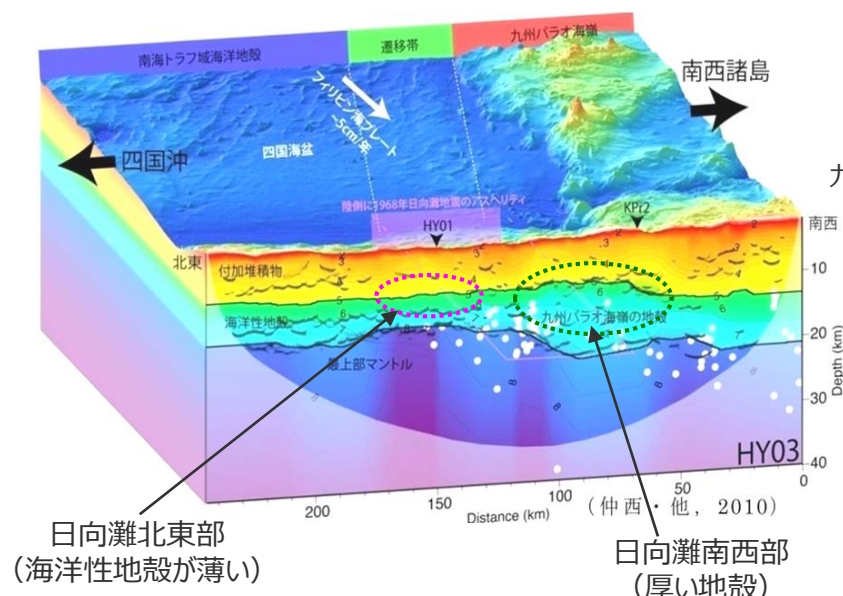 南海トラフ域海洋地殻
遷移帯
九州パラオ海嶺
南西諸島
フィリピン海プレート
~5cm/年
四国海盆
四国沖
九
陸側に1968年日向灘地震のアスペリティ
HY01
KPr2
南西
北東
付加堆積物
海洋性地殻
九州パラオ海嶺の地殻
最上部マントル
10
20
30
40
Depth (km)
HY03
200
150
100
50
0
Distance (km)
(仲西・他, 2010)
日向灘北東部
(海洋性地殻が薄い)
日向灘南西部
(厚い地殻)